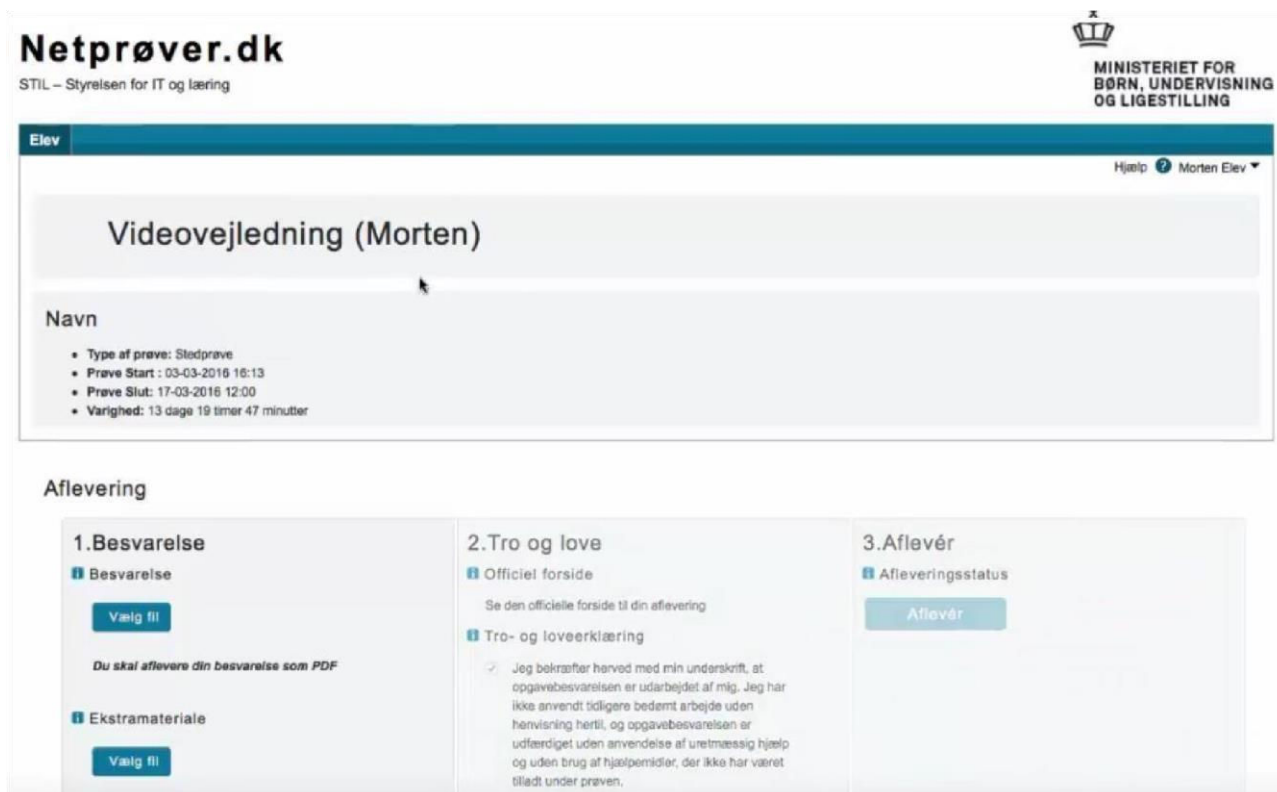 Netprøver.dk
STIL – Styrelsen for IT og læring
MINISTERIET FOR
BØRN, UNDERVISNING
OG LIGESTILLING
Elev
Hjælp ? Morten Elev
Videovejledning (Morten)
Navn
• Type af prøve: Stedprøve
• Prøve Start : 03-03-2016 16:13
• Prøve Slut: 17-03-2016 12:00
• Varighed: 13 dage 19 timer 47 minutter
Aflevering
1.Besvarelse
Besvarelse
Vælg fil
Du skal aflevere din besvarelse som PDF
Ekstramateriale
Vælg fil
2.Tro og love
Officiel forside
Se den officielle forside til din aflevering
Tro- og loveerklæring
Jeg bekræfter herved med min underskrift, at
opgavebesvarelsen er udarbejdet af mig. Jeg har
ikke anvendt tidligere bedømt arbejde uden
henvisning hertil, og opgavebesvarelsen er
udfærdiget uden anvendelse af uretmæssig hjælp
og uden brug af hjælpemidler, der ikke har været
tilladt under prøven.
3.Aflevér
Afleveringsstatus
Aflevér